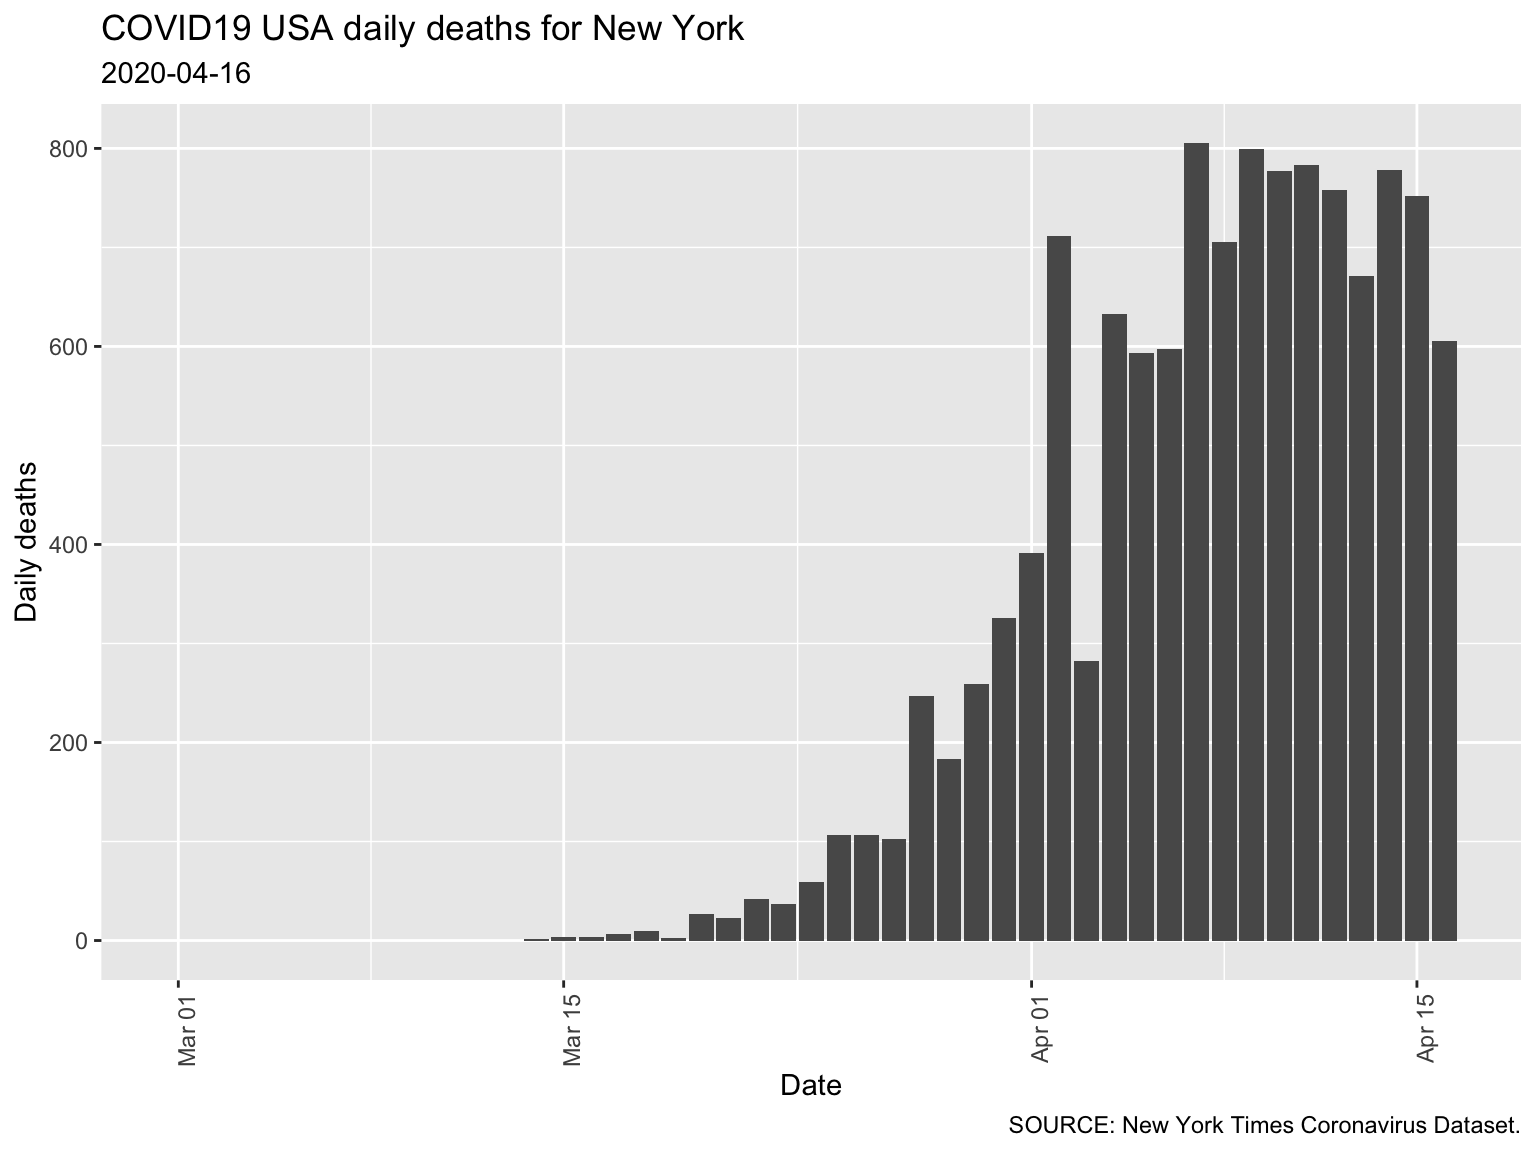 COVID19 USA daily deaths for New York
2020-04-16
Daily deaths
800
600
400
200
0
Mar 01
Mar 15
Apr 01
Apr 15
Date
SOURCE: New York Times Coronavirus Dataset.